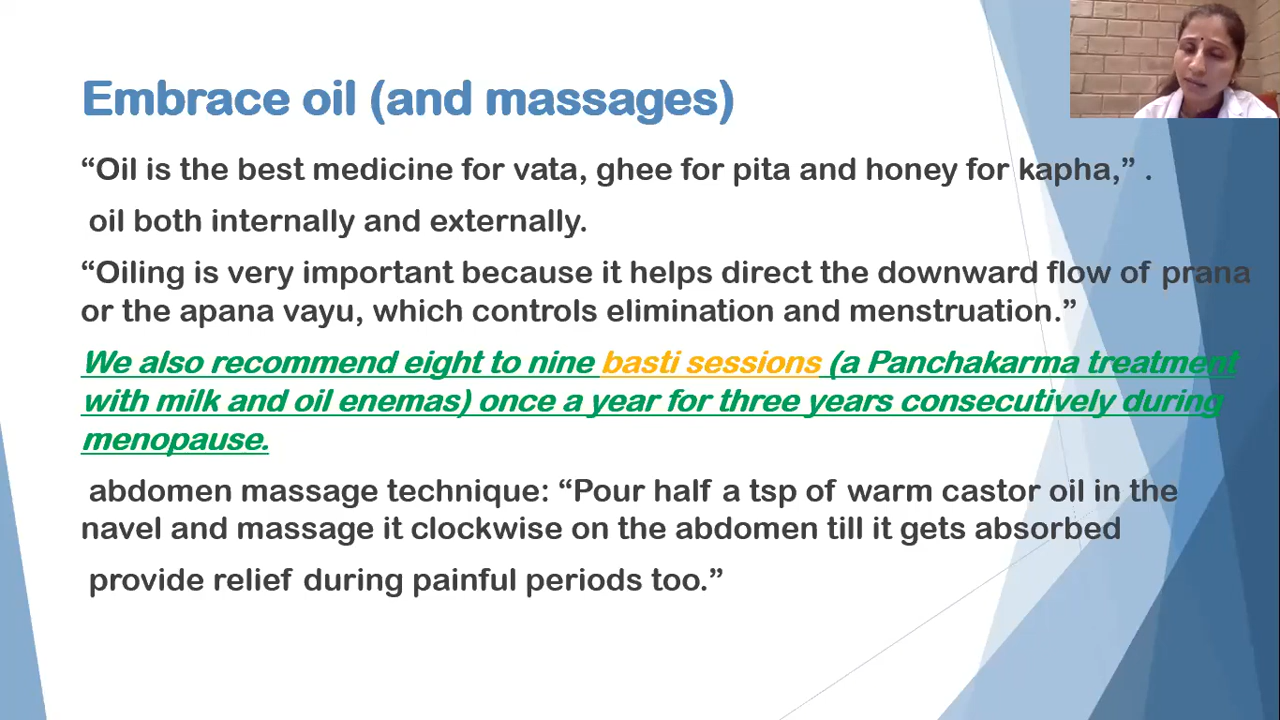 Embrace oil (and massages)
“Oil is the best medicine for vata, ghee for pita and honey for kapha,” .
oil both internally and externally.
“Oiling is very important because it helps direct the downward flow of prana
or the apana vayu, which controls elimination and menstruation.”
We also recommend eight to nine basti sessions (a Panchakarma treatment
with milk and oil enemas) once a year for three years consecutively during
menopause.
abdomen massage technique: “Pour half a tsp of warm castor oil in the
navel and massage it clockwise on the abdomen till it gets absorbed
provide relief during painful periods too.”